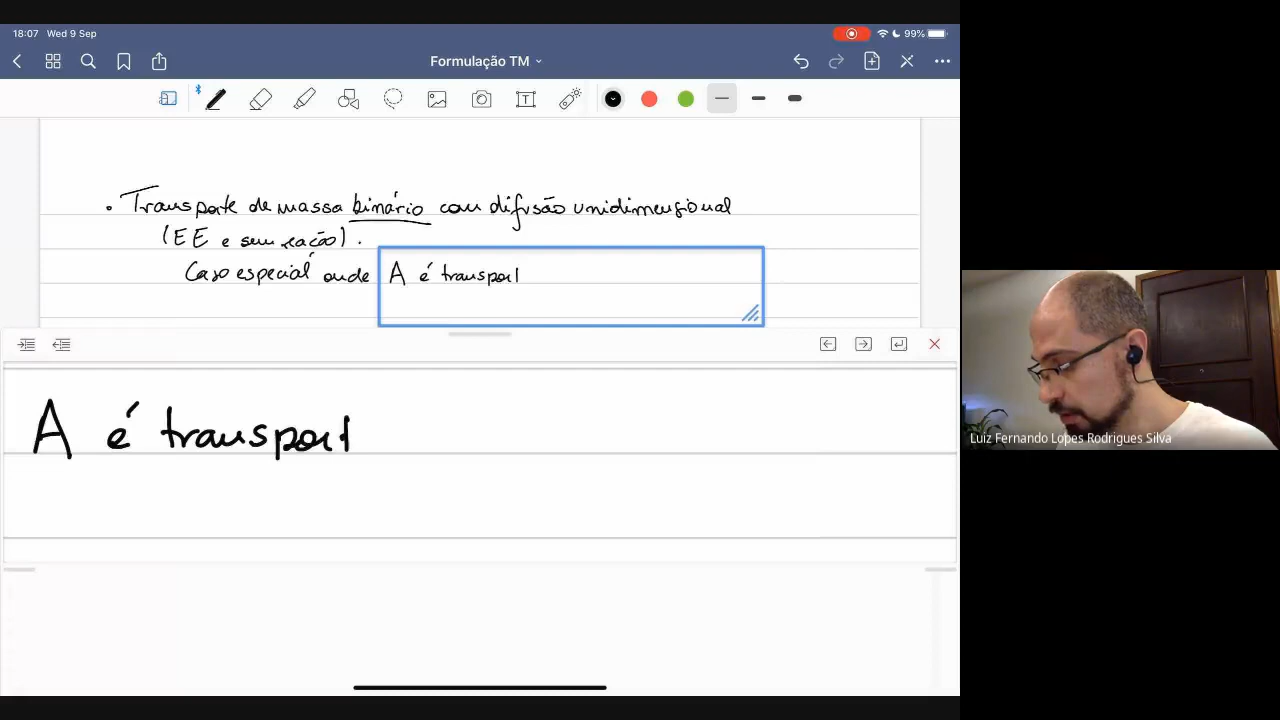 18:07 Wed 9 Sep 99%
Formulação TM
• Transporte de massa binário com difusão unidimensional
(EE e sem reação).
Caso especial onde A é transport
A é transport
Luiz Fernando Lopes Rodrigues Silva